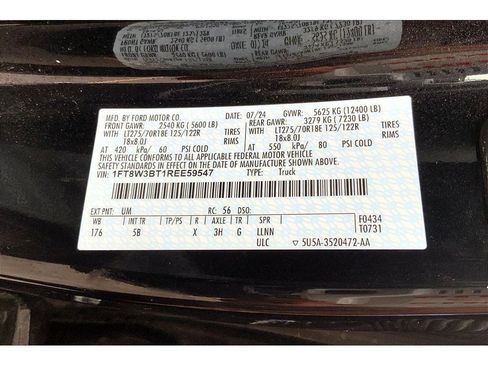 MFD. BY FORD MOTOR CO. 07/24 GVWR: 5625 KG (12400 LB)
FRONT GAWR: 2540 KG (5600 LB) REAR GAWR: 3279 KG (7230 LB)
WITH LT275/70R18E 125/122R TIRES WITH LT275/70R18E 125/122R TIRES
18x8.0J RIMS 18x8.0J RIMS
AT 420 kPa/ 60 PSI COLD AT 550 kPa/ 80 PSI COLD
THIS VEHICLE CONFORMS TO ALL APPLICABLE FEDERAL MOTOR VEHICLE
SAFETY STANDARDS IN EFFECT ON THE DATE OF MANUFACTURE SHOWN ABOVE.
VIN: 1FT8W3BT1REE59547 TYPE: Truck
EXT PNT: UM RC: 56 DSO: F0434
WB INT TR TP/PS R AXLE TR SPR T0731
176 5B X 3H G LLNN
ULC 5U5A-3520472-AA